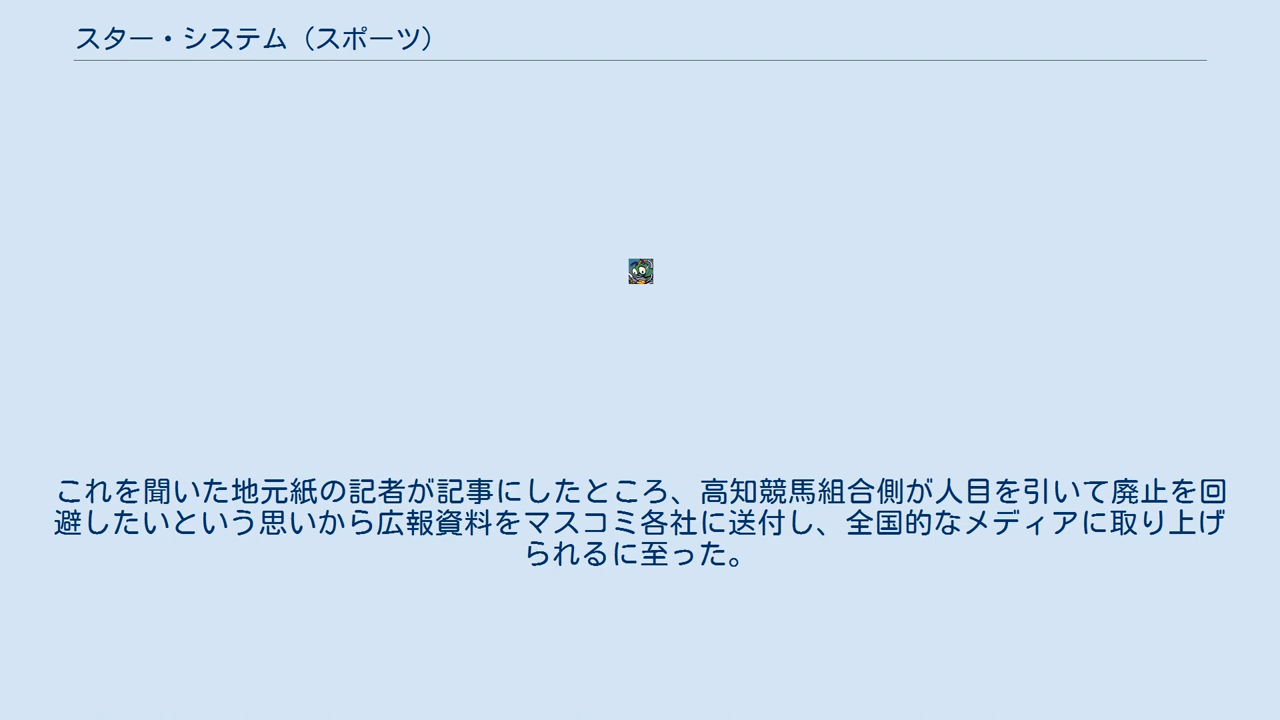 スター・システム（スポーツ）
これを聞いた地元紙の記者が記事にしたところ、高知競馬組合側が人目を引いて廃止を回
避したいという思いから広報資料をマスコミ各社に送付し、全国的なメディアに取り上げ
られるに至った。